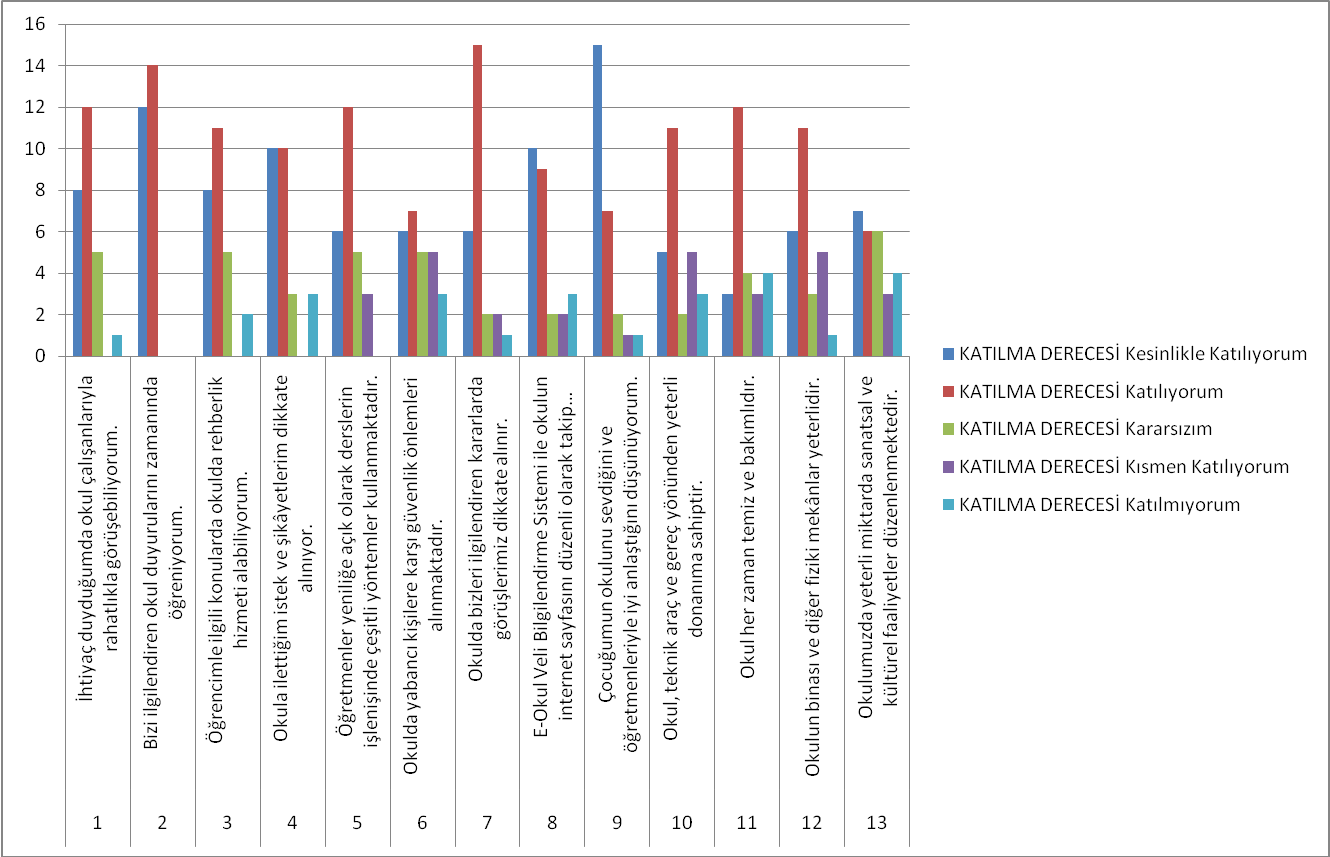 16
14
12
10
8
6
4
2
0
İhtiyaç duyduğumda okul çalışanlarıyla
rahatlıkla görüşebiliyorum.
Bizi ilgilendiren okul duyurularını zamanında
öğreniyorum.
Öğrencimle ilgili konularda okulda rehberlik
hizmeti alabiliyorum.
Okula ilettiğim istek ve şikâyetlerim dikkate
alınıyor.
Öğretmenler yeniliğe açık olarak derslerin
işlenişinde çeşitli yöntemler kullanmaktadır.
Okulda yabancı kişilere karşı güvenlik önlemleri
alınmaktadır.
Okulda bizleri ilgilendiren kararlarda
görüşlerimiz dikkate alınır.
E-Okul Veli Bilgilendirme Sistemi ile okulun
internet sayfasını düzenli olarak takip...
Çocuğumun okulunu sevdiğini ve
öğretmenleriyle iyi anlaştığını düşünüyorum.
Okul, teknik araç ve gereç yönünden yeterli
donanıma sahiptir.
Okul her zaman temiz ve bakımlıdır.
Okulun binası ve diğer fiziki mekânlar yeterlidir.
Okulumuzda yeterli miktarda sanatsal ve
kültürel faaliyetler düzenlenmektedir.
1 2 3 4 5 6 7 8 9 10 11 12 13
KATILMA DERECESİ Kesinlikle Katılıyorum
KATILMA DERECESİ Katılıyorum
KATILMA DERECESİ Kararsızım
KATILMA DERECESİ Kısmen Katılıyorum
KATILMA DERECESİ Katılmıyorum